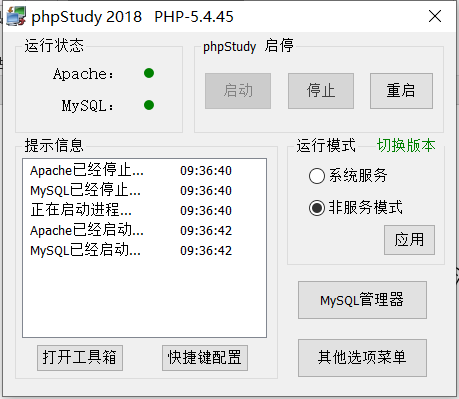 phpStudy 2018   PHP-5.4.45
运行状态
Apache:
MySQL:
phpStudy 启停
启动
停止
重启
提示信息
Apache已经停止... 09:36:40
MySQL已经停止... 09:36:40
正在启动进程... 09:36:40
Apache已经启动... 09:36:42
MySQL已经启动... 09:36:42
打开工具箱
快捷键配置
运行模式
切换版本
系统服务
非服务模式
应用
MySQL管理器
其他选项菜单